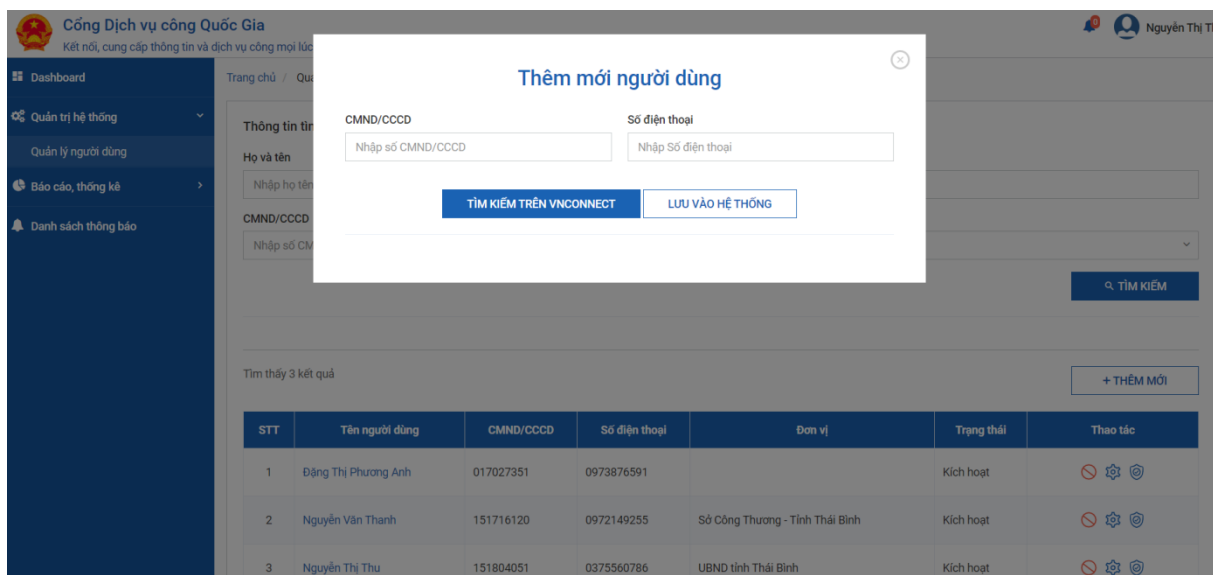 Cổng Dịch vụ công Quốc Gia
Kết nối, cung cấp thông tin và dịch vụ công mọi lúc
0
Nguyễn Thị
Dashboard
Quản trị hệ thống
Quản lý người dùng
Báo cáo, thống kê
Danh sách thông báo
Trang chủ /
Thông tin
Họ và tên
Nhập họ tên
CMND/CCCD
Nhập số
TÌM KIẾM
Thêm mới người dùng
CMND/CCCD Số điện thoại
Nhập số CMND/CCCD Nhập Số điện thoại
TÌM KIẾM TRÊN VNCONNECT LƯU VÀO HỆ THỐNG
Tìm thấy 3 kết quả
+ THÊM MỚI
STT Tên người dùng CMND/CCCD Số điện thoại Đơn vị Trạng thái Thao tác
1 Đặng Thị Phương Anh 017027351 0973876591 Kích hoạt
2 Nguyễn Văn Thanh 151716120 0972149255 Sở Công Thương - Tỉnh Thái Bình Kích hoạt
3 Nguyễn Thị Thu 151804051 0375560786 UBND tỉnh Thái Bình Kích hoạt